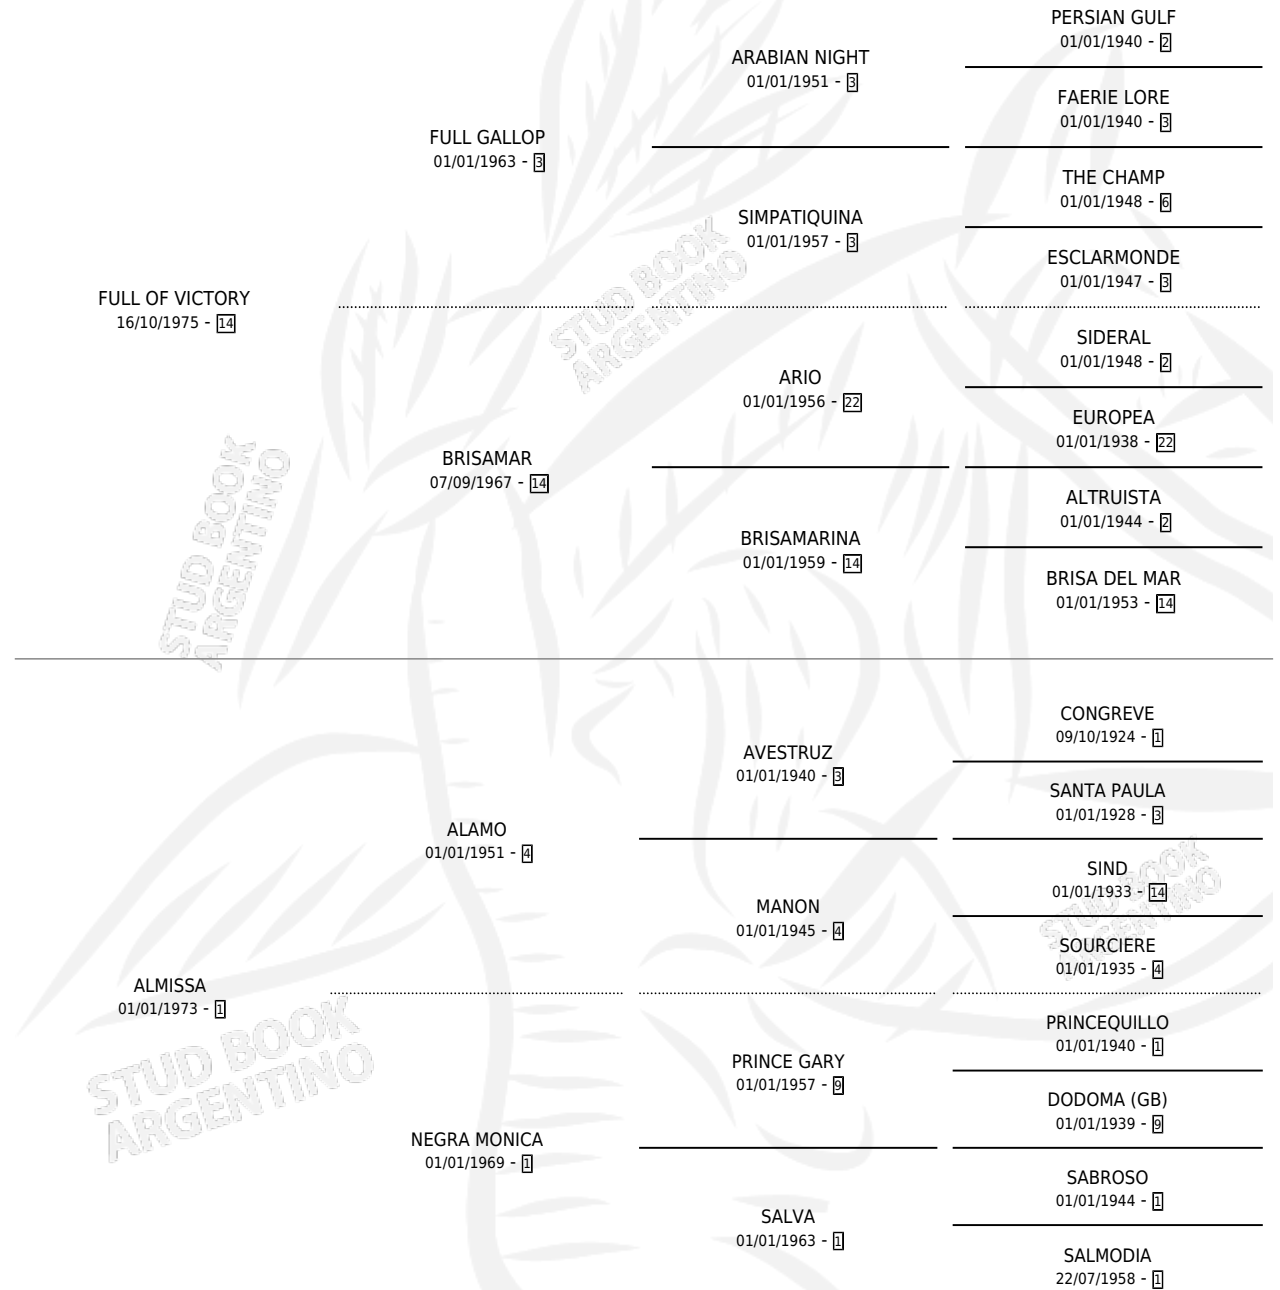 PERSIAN GULF
01/01/1940 - 2
ARABIAN NIGHT
01/01/1951 - 3
FAERIE LORE
01/01/1940 - 3
FULL GALLOP
01/01/1963 - 3
THE CHAMP
01/01/1948 - 6
SIMPATIQUINA
01/01/1957 - 3
ESCLARMONDE
01/01/1947 - 3
FULL OF VICTORY
16/10/1975 - 14
SIDERAL
01/01/1948 - 2
ARIO
01/01/1956 - 22
EUROPEA
01/01/1938 - 22
BRISAMAR
07/09/1967 - 14
ALTRUISTA
01/01/1944 - 2
BRISAMARINA
01/01/1959 - 14
BRISA DEL MAR
01/01/1953 - 14
CONGREVE
09/10/1924 - 1
AVESTRUZ
01/01/1940 - 3
SANTA PAULA
01/01/1928 - 3
ALAMO
01/01/1951 - 4
SIND
01/01/1933 - 14
MANON
01/01/1945 - 4
SOURCIERE
01/01/1935 - 4
ALMISSA
01/01/1973 - 1
PRINCEQUILLO
01/01/1940 - 1
PRINCE GARY
01/01/1957 - 9
DODOMA (GB)
01/01/1939 - 9
NEGRA MONICA
01/01/1969 - 1
SABROSO
01/01/1944 - 1
SALVA
01/01/1963 - 1
SALMODIA
22/07/1958 - 1
STUD BOOK
ARGENTINO
STUD BOOK
ARGENTINO
STUD BOOK
ARGENTINO
STUD BOOK
ARGENTINO